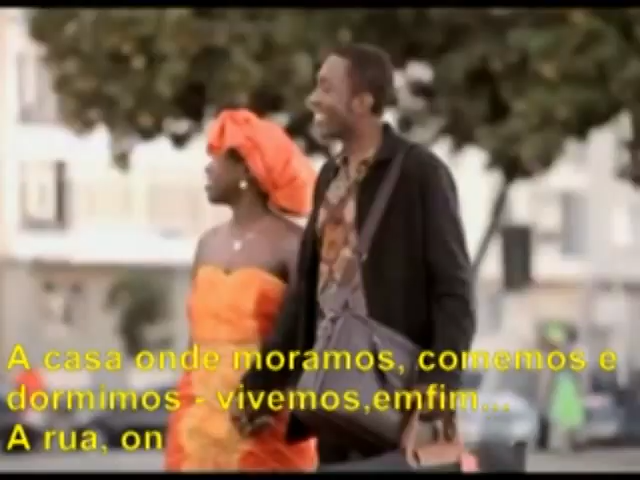 A casa onde moramos, comemos e
dormimos - vivemos,emfim...
A rua, on